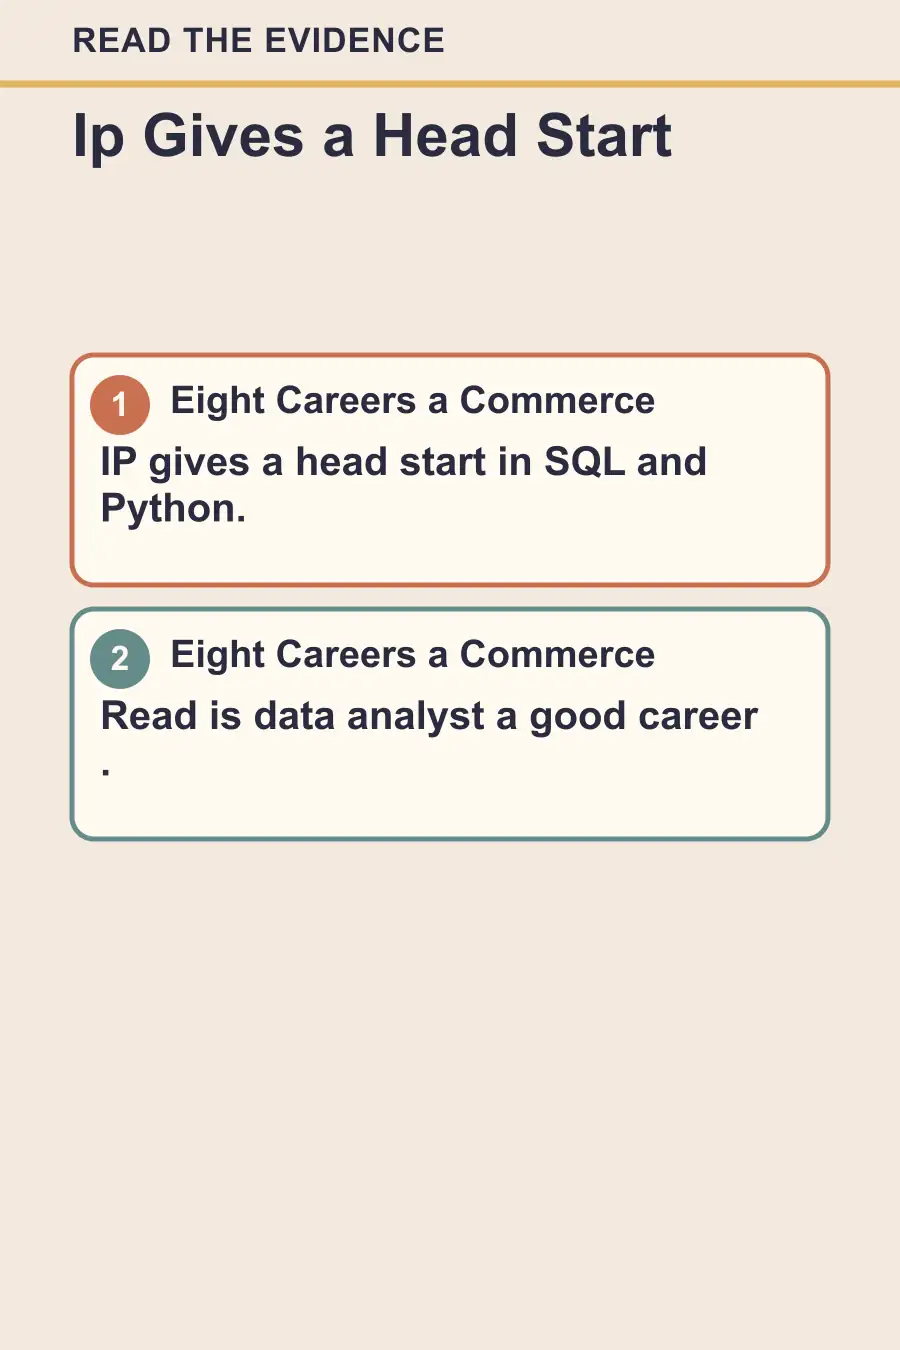 READ THE EVIDENCE
Ip Gives a Head Start
1 Eight Careers a Commerce
IP gives a head start in SQL and
Python.
2 Eight Careers a Commerce
Read is data analyst a good career
.